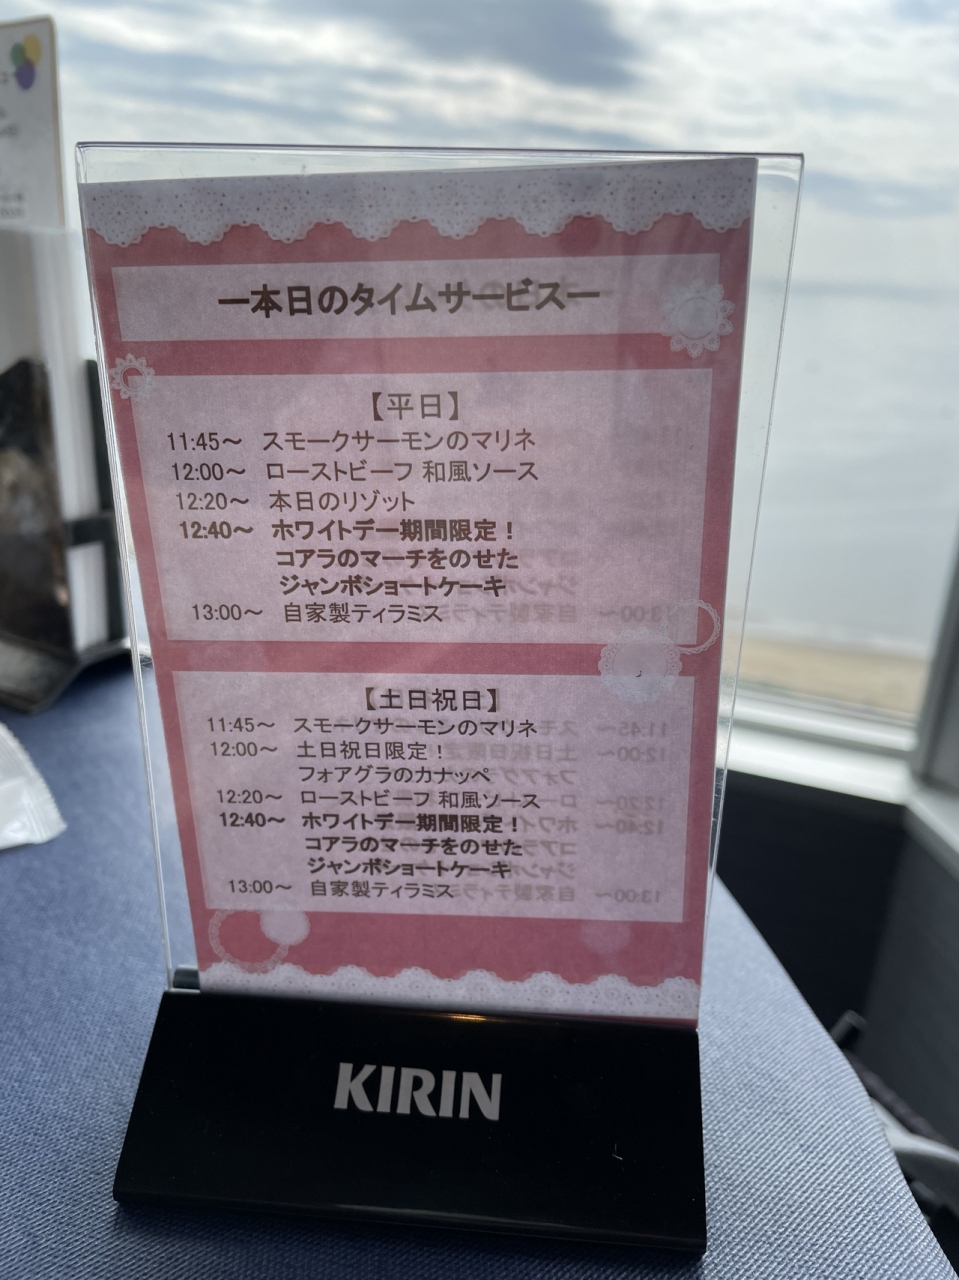 ―本日のタイムサービス―
【平日】
11:45～ スモークサーモンのマリネ
12:00～ ローストビーフ 和風ソース
12:20～ 本日のリゾット
12:40～ ホワイトデー期間限定！
コアラのマーチをのせた
ジャンボショートケーキ
13:00～ 自家製ティラミス
【土日祝日】
11:45～ スモークサーモンのマリネ
12:00～ 土日祝日限定！
フォアグラのカナッペ
12:20～ ローストビーフ 和風ソース
12:40～ ホワイトデー期間限定！
コアラのマーチをのせた
ジャンボショートケーキ
13:00～ 自家製ティラミス
KIRIN